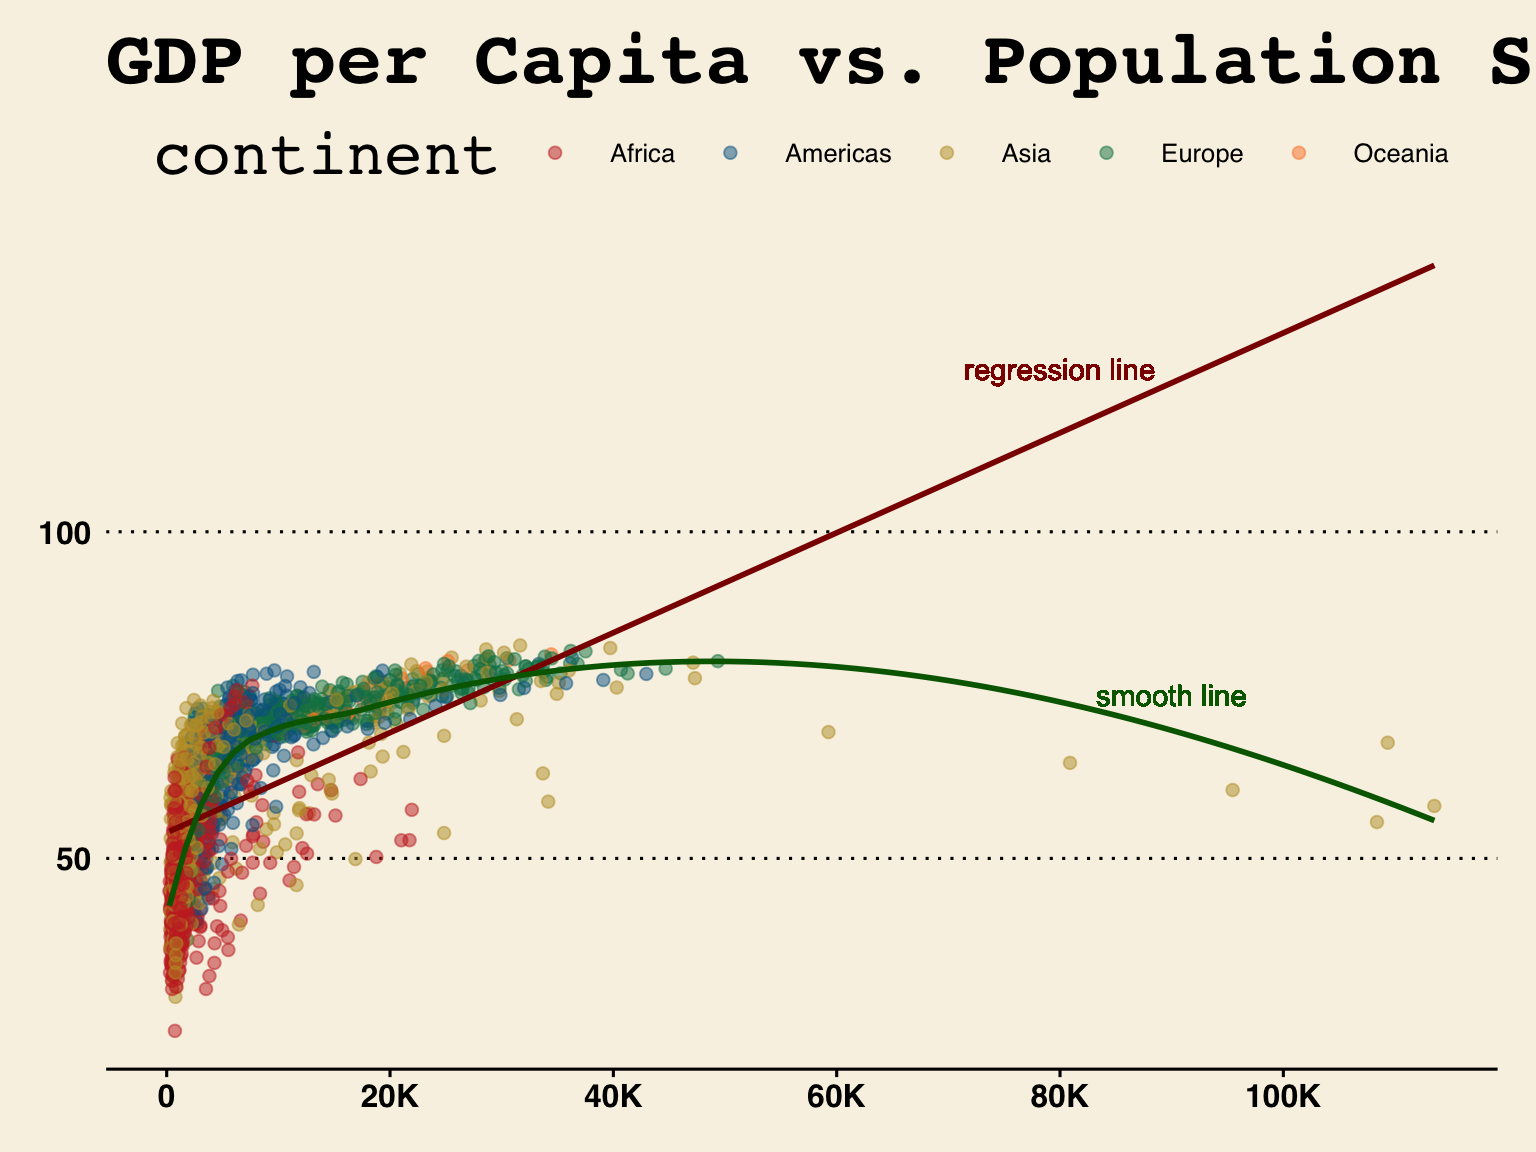 GDP per Capita vs. Population S
continent Africa Americas Asia Europe Oceania
regression line
100
smooth line
50
0 20K 40K 60K 80K 100K